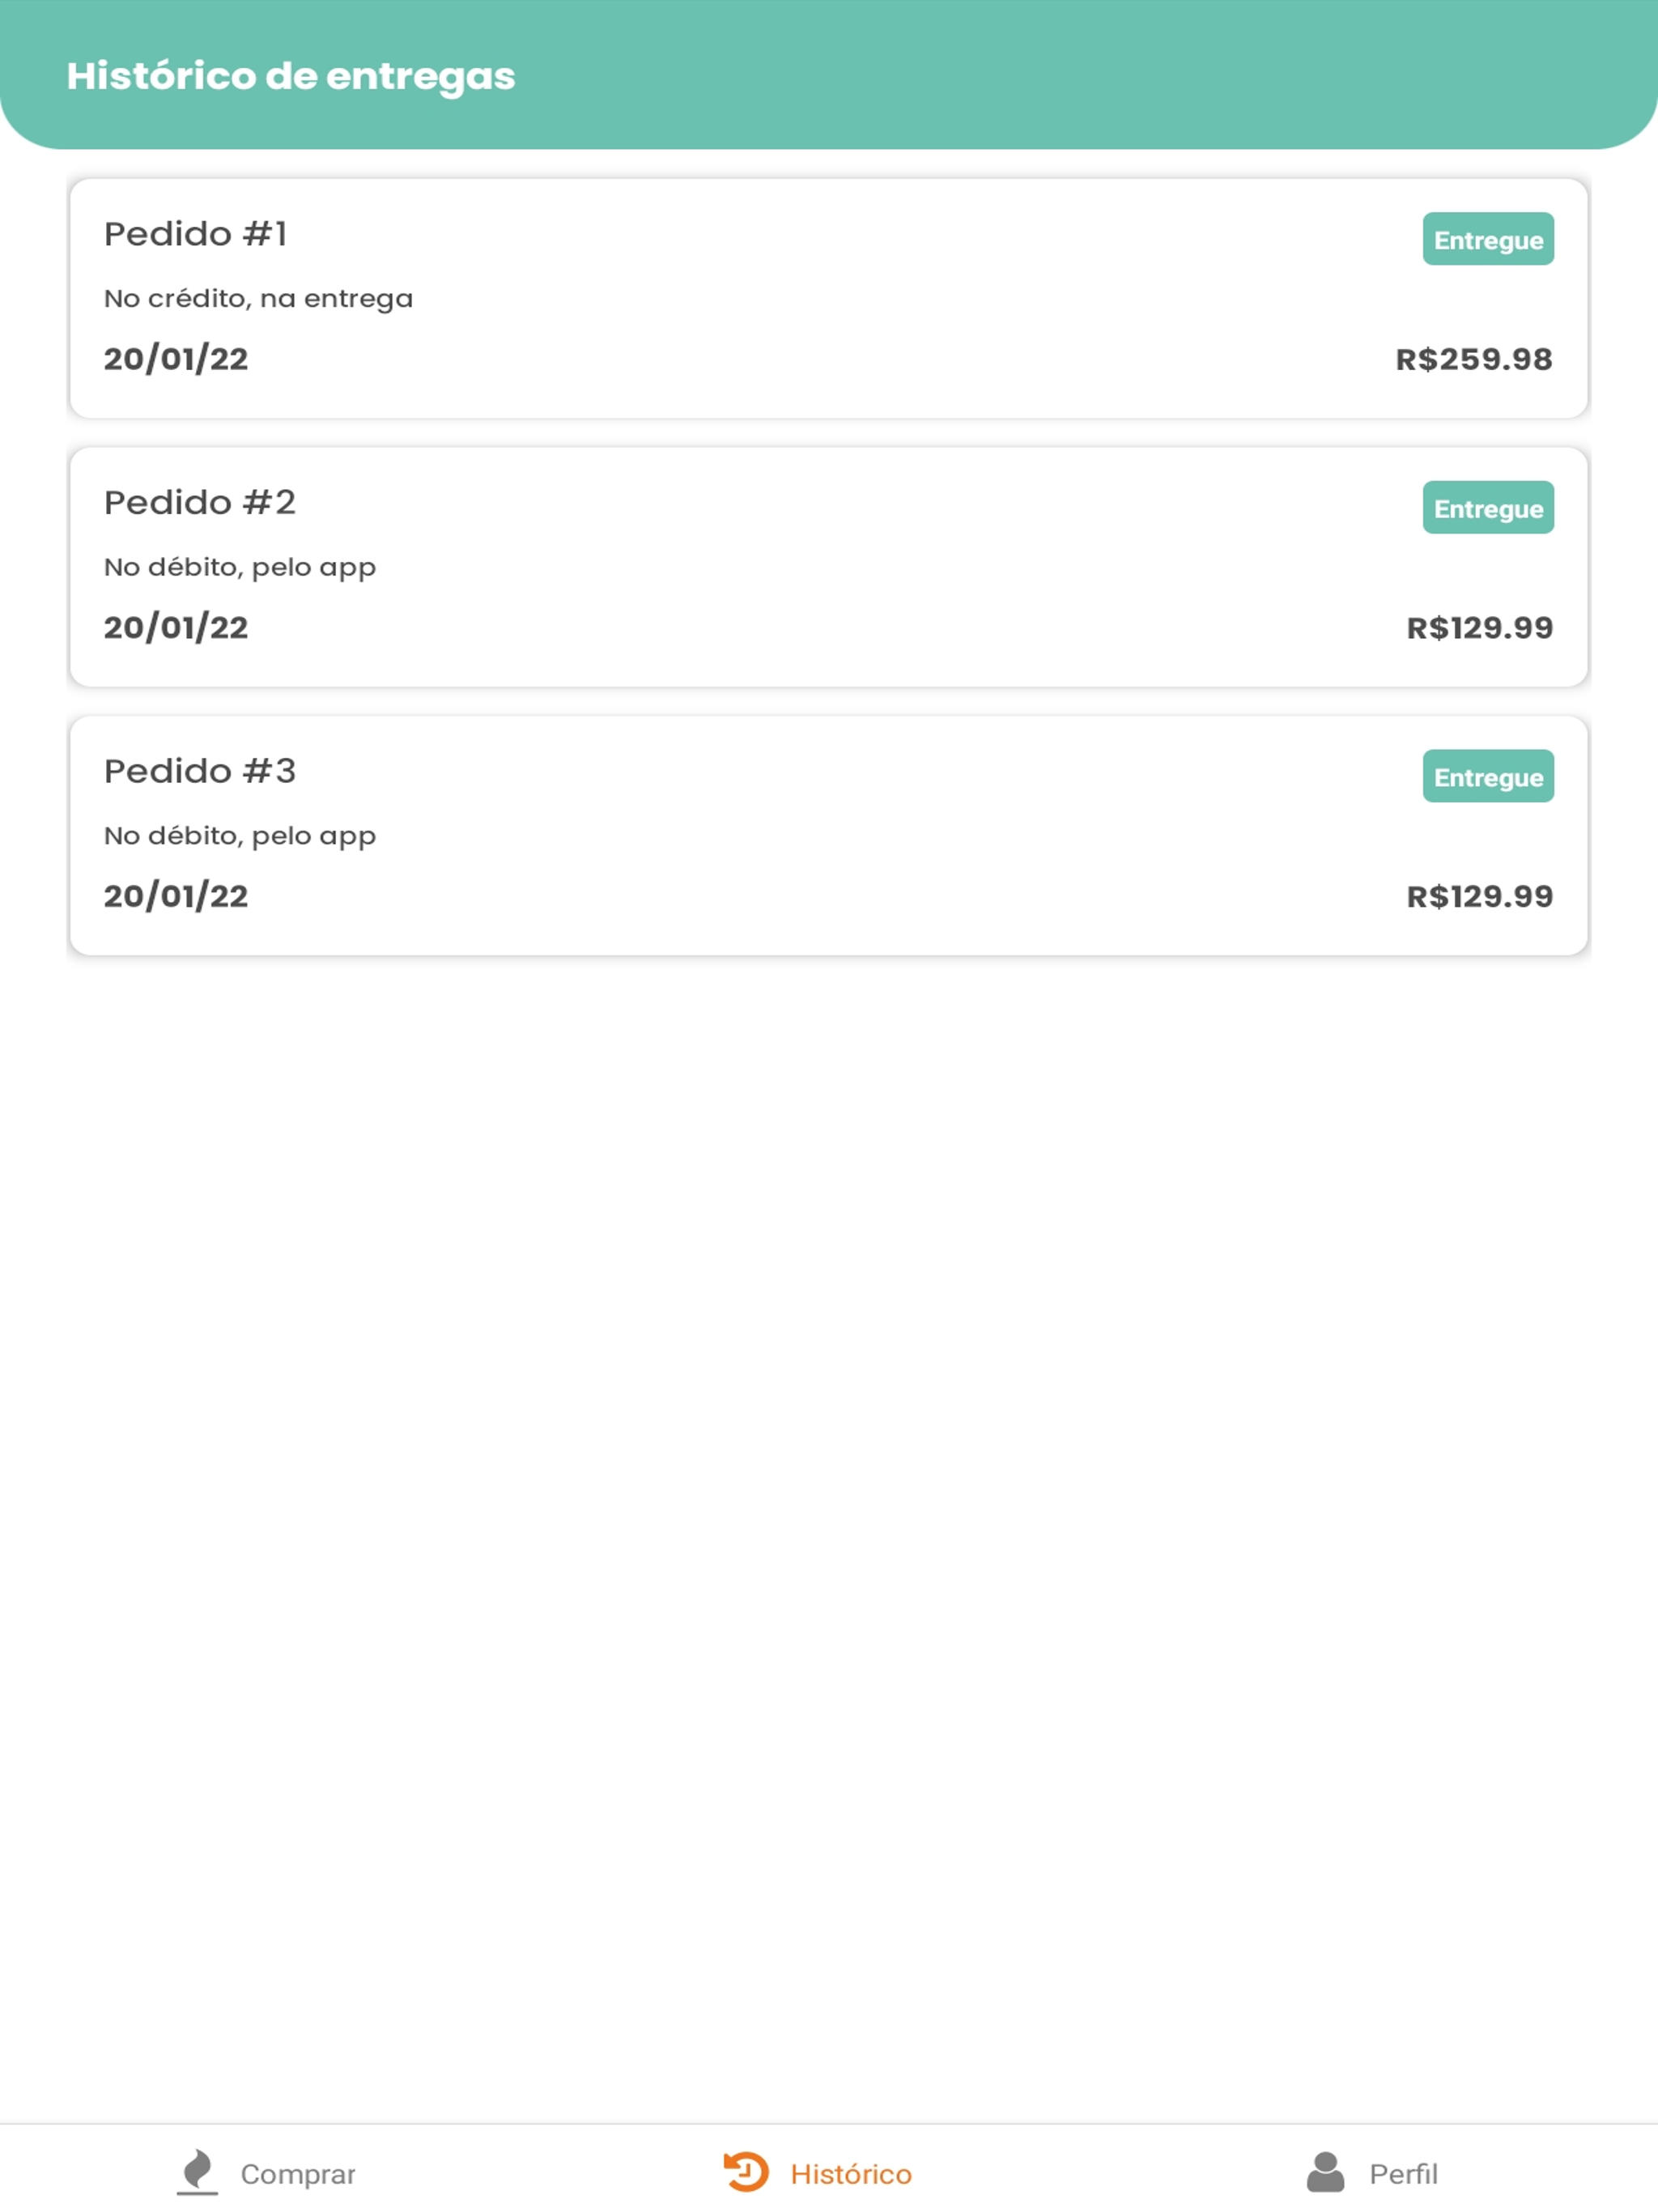 Histórico de entregas
Pedido #1
Entregue
No crédito, na entrega
20/01/22
R$259.98
Pedido #2
Entregue
No débito, pelo app
20/01/22
R$129.99
Pedido #3
Entregue
No débito, pelo app
20/01/22
R$129.99
Comprar
Histórico
Perfil